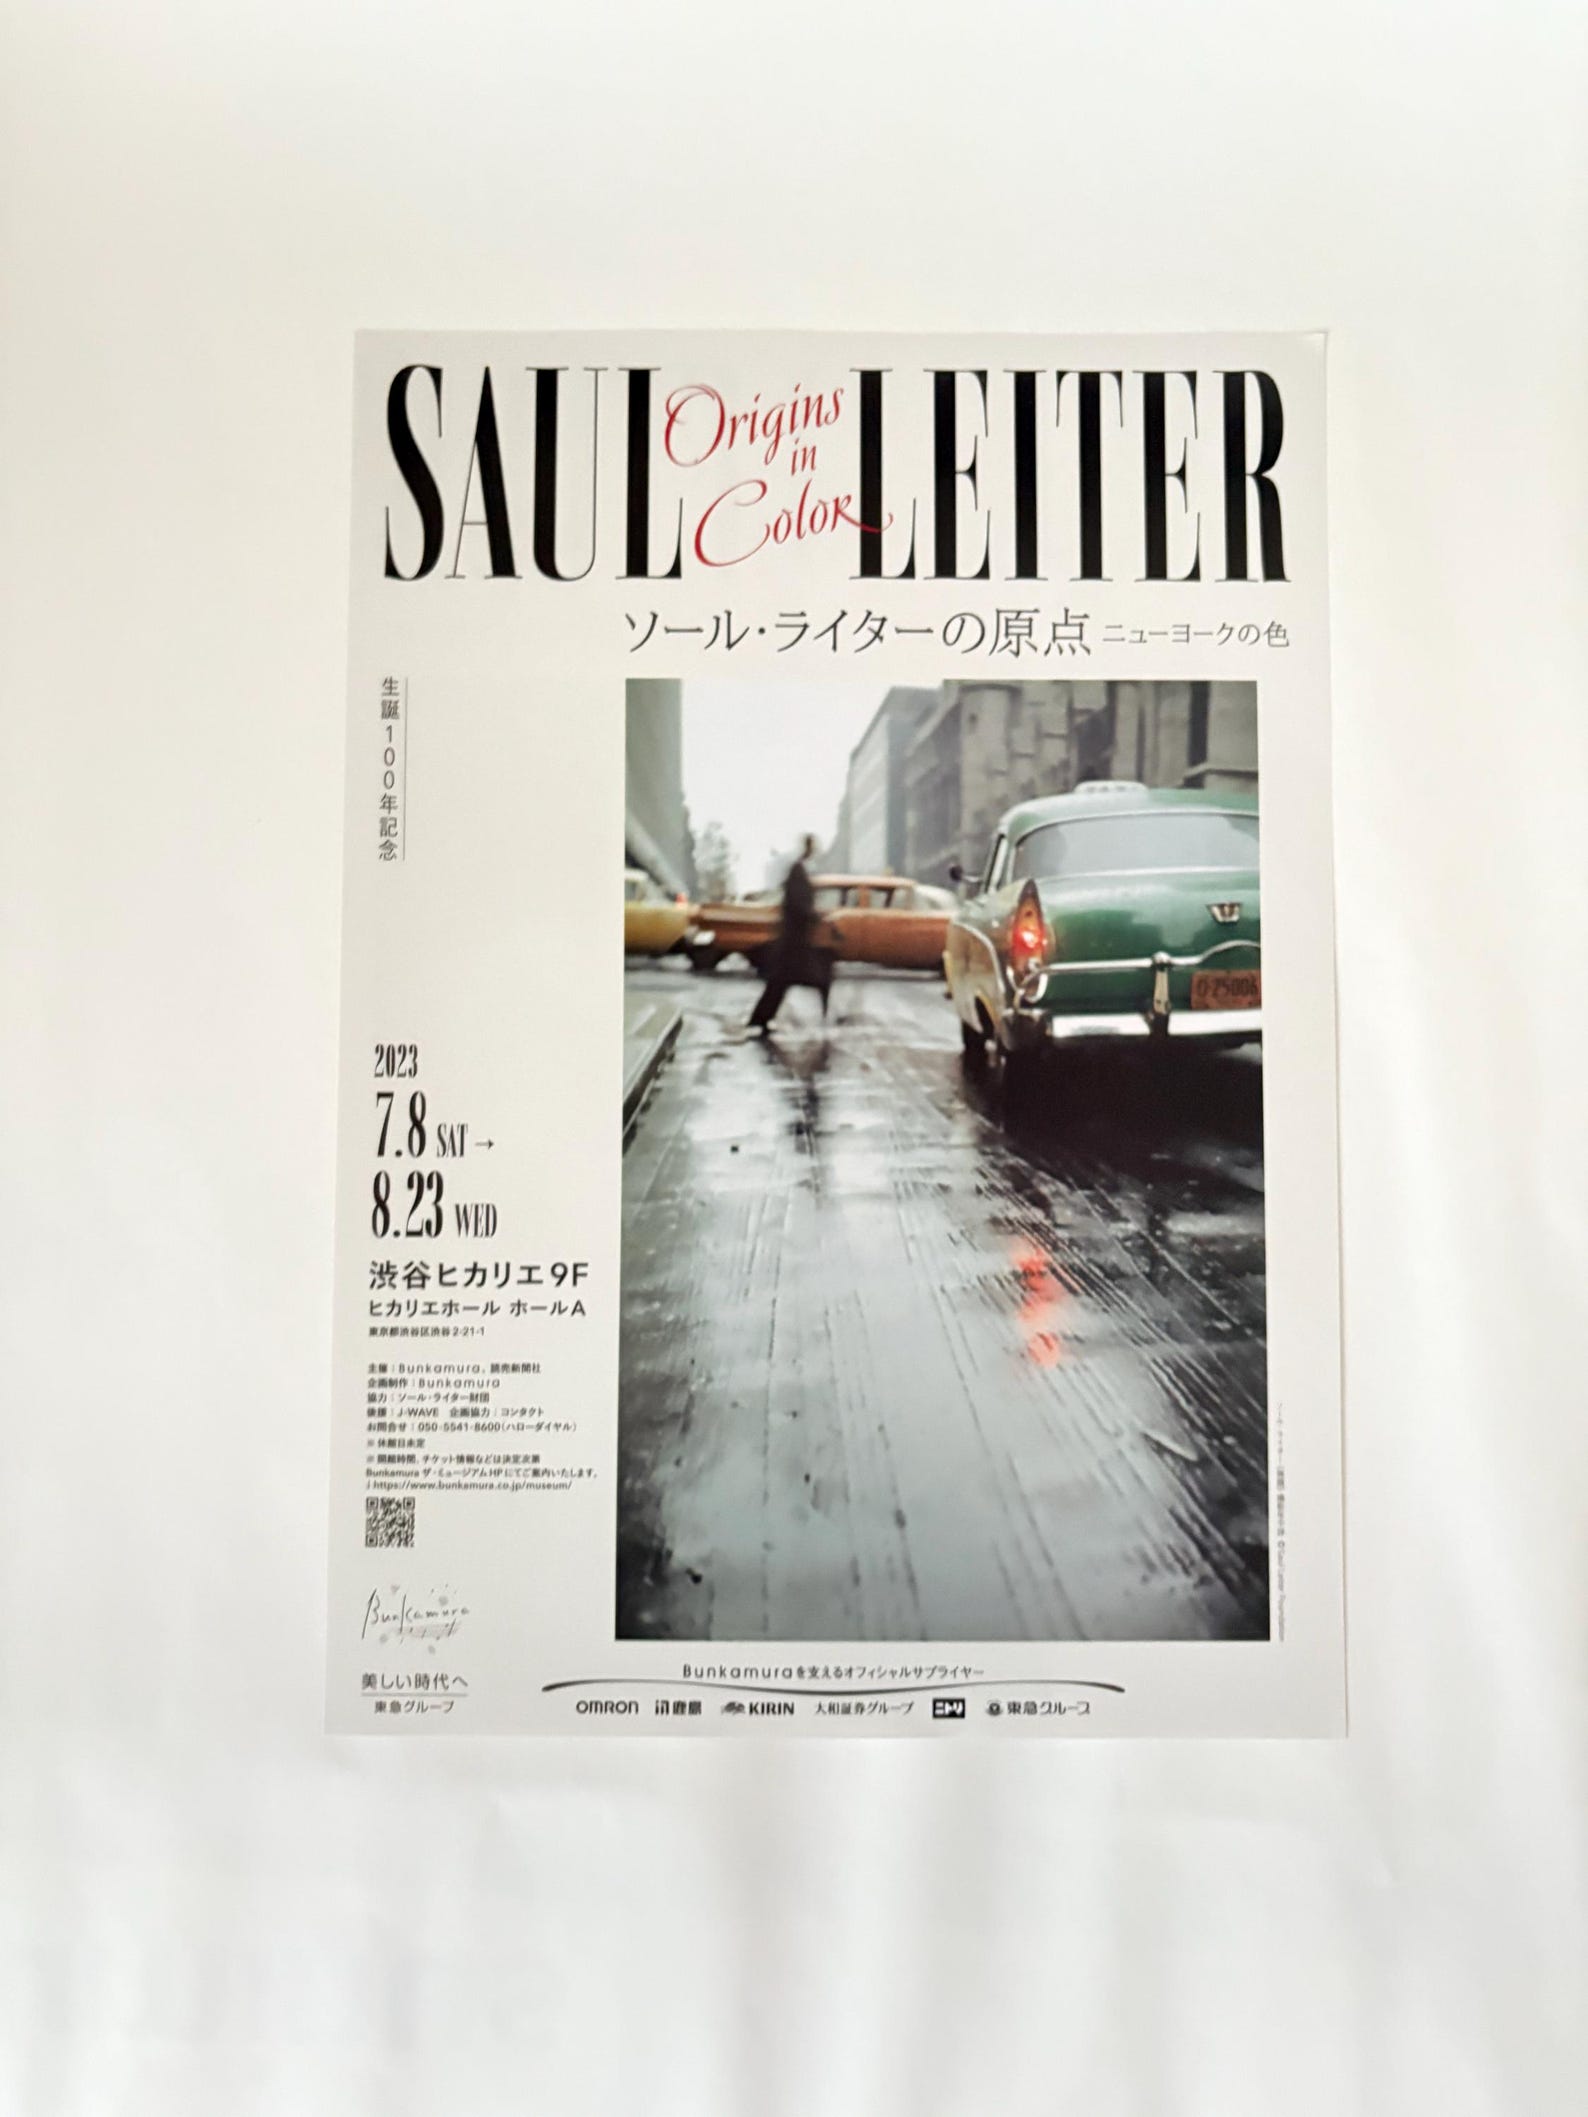 SAUL LEITER
Origins
in
Color
ソール・ライターの原点 ニューヨークの色
生誕100年記念
Q-25006
2023
7.8 SAT→
8.23 WED
渋谷ヒカリエ9F
ヒカリエホール ホールA
東京都渋谷区渋谷2-21-1
主催：Bunkamura、読売新聞社
企画制作：Bunkamura
協力：ソール・ライター財団
後援：J-WAVE 企画協力：コンタクト
お問合せ：050-5541-8600（ハローダイヤル）
※休館日未定
※開館時間、チケット情報などは決定次第
Bunkamura ザ・ミュージアムHPにてご案内いたします。
https://www.bunkamura.co.jp/museum/
Bunkamura
美しい時代へ
東急グループ
Bunkamuraを支えるオフィシャルサプライヤー
OMRON 鹿島 KIRIN 大和証券グループ ニトリ 東急グループ
©Saul Leiter Foundation